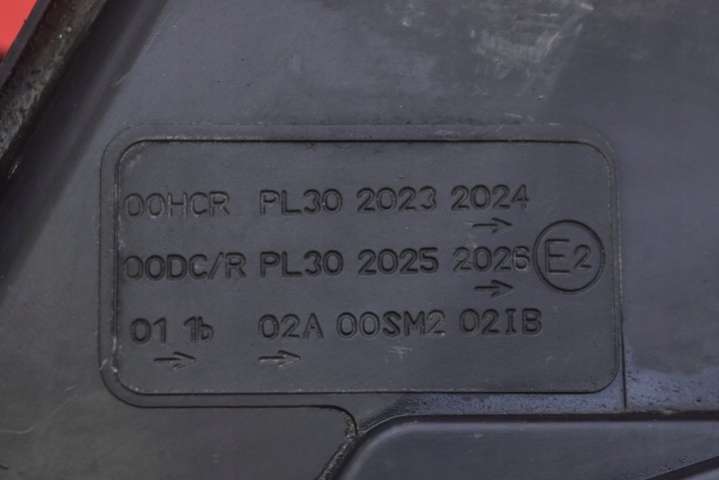 00HCR PL30 2023 2024
→
00DC/R PL30 2025 2026 E2
→
01 1b 02A 00SM2 02IB
→ →